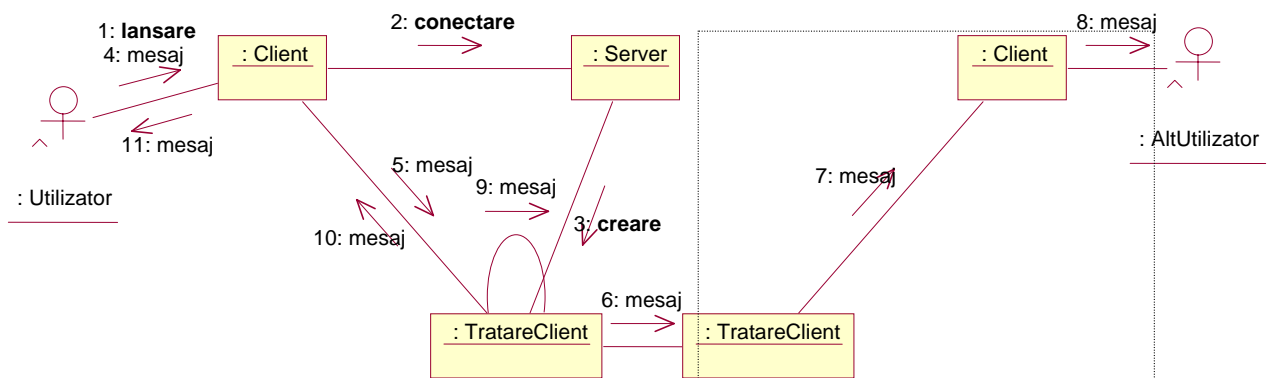 1: lansare
2: conectare
8: mesaj
4: mesaj
: Client
: Server
: Client
11: mesaj
: AltUtilizator
5: mesaj
9: mesaj
7: mesaj
: Utilizator
10: mesaj
3: creare
6: mesaj
: TratareClient
: TratareClient